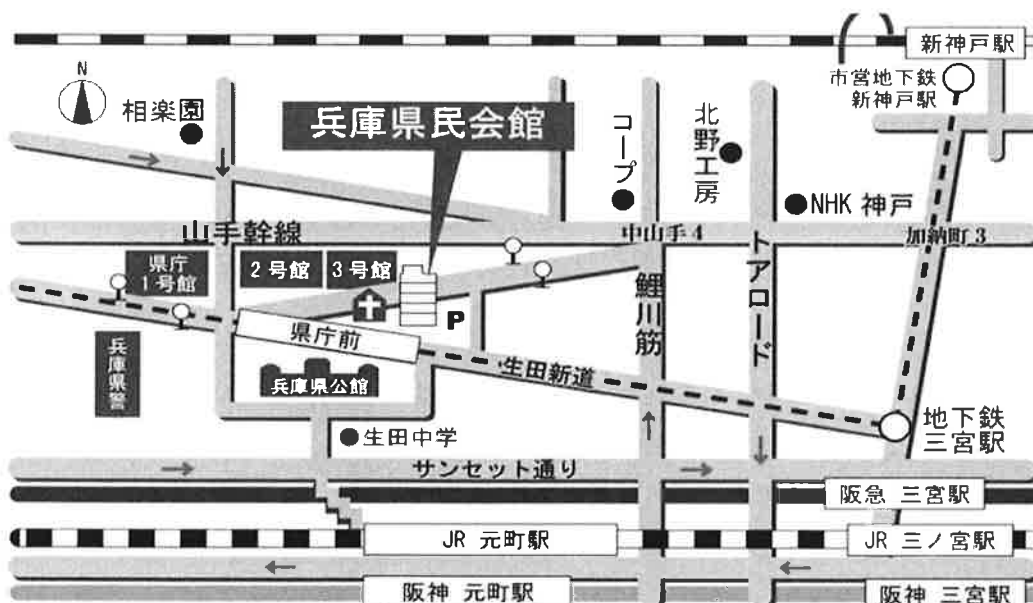 新神戸駅
N
相楽園
兵庫県民会館
コープ
北野工房
市営地下鉄
新神戸駅
NHK 神戸
山手幹線
中山手4
トアロード
加納町3
県庁
1号館
2号館
3号館
P
鯉川筋
兵庫県警
県庁前
生田新道
兵庫県公館
生田中学
地下鉄
三宮駅
サンセット通り
阪急 三宮駅
JR 元町駅
JR 三ノ宮駅
阪神 元町駅
阪神 三宮駅